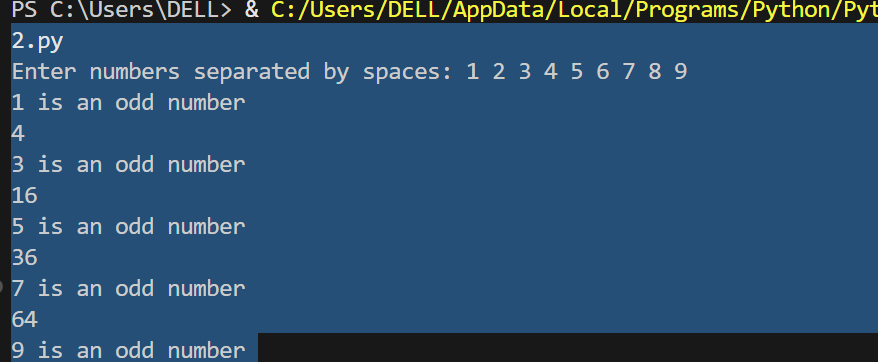 PS C:\Users\DELL> & C:/Users/DELL/AppData/Local/Programs/Python/Pyt
2.py
Enter numbers separated by spaces: 1 2 3 4 5 6 7 8 9
1 is an odd number
4
3 is an odd number
16
5 is an odd number
36
7 is an odd number
64
9 is an odd number